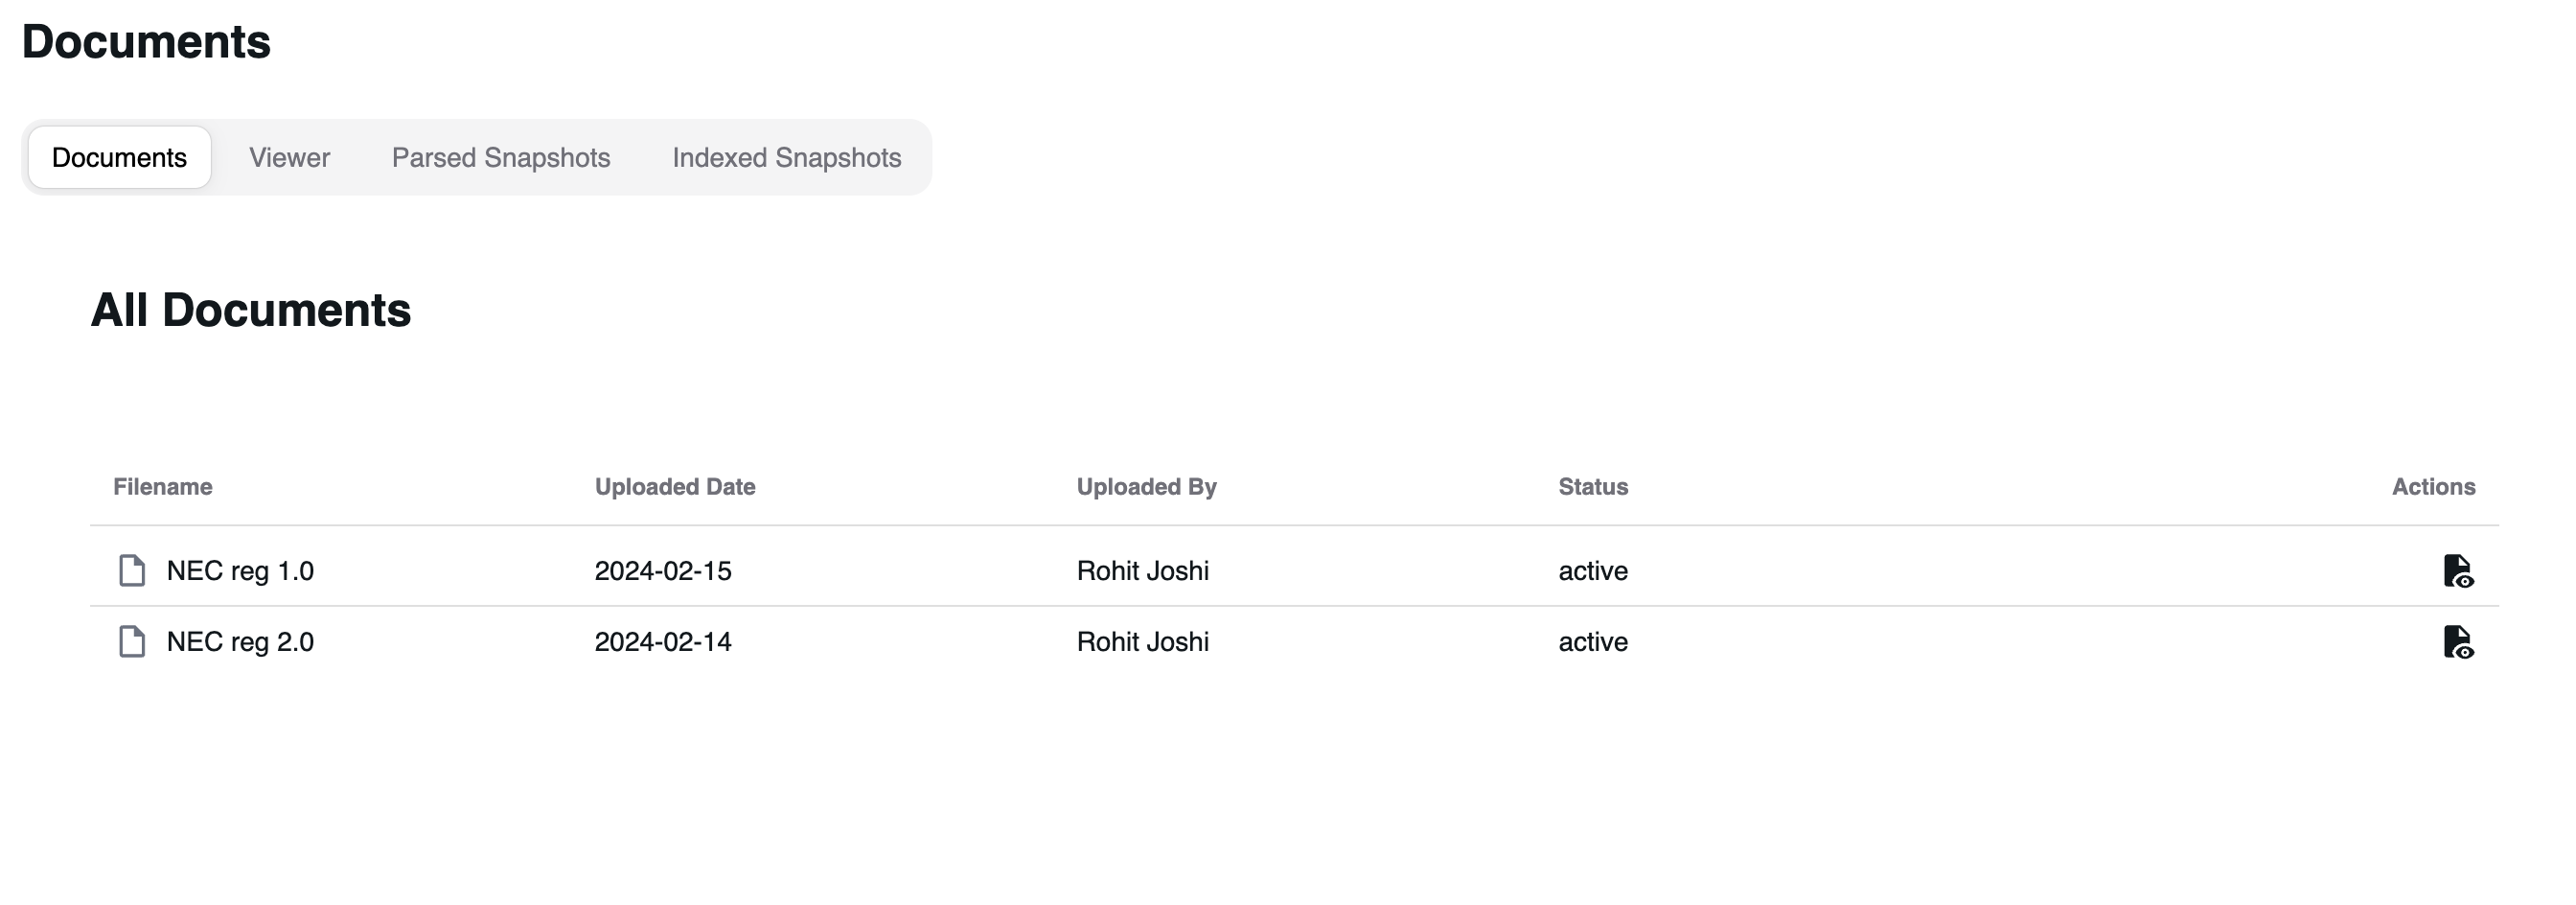 Documents
Documents Viewer Parsed Snapshots Indexed Snapshots
All Documents
Filename Uploaded Date Uploaded By Status Actions
NEC reg 1.0 2024-02-15 Rohit Joshi active
NEC reg 2.0 2024-02-14 Rohit Joshi active